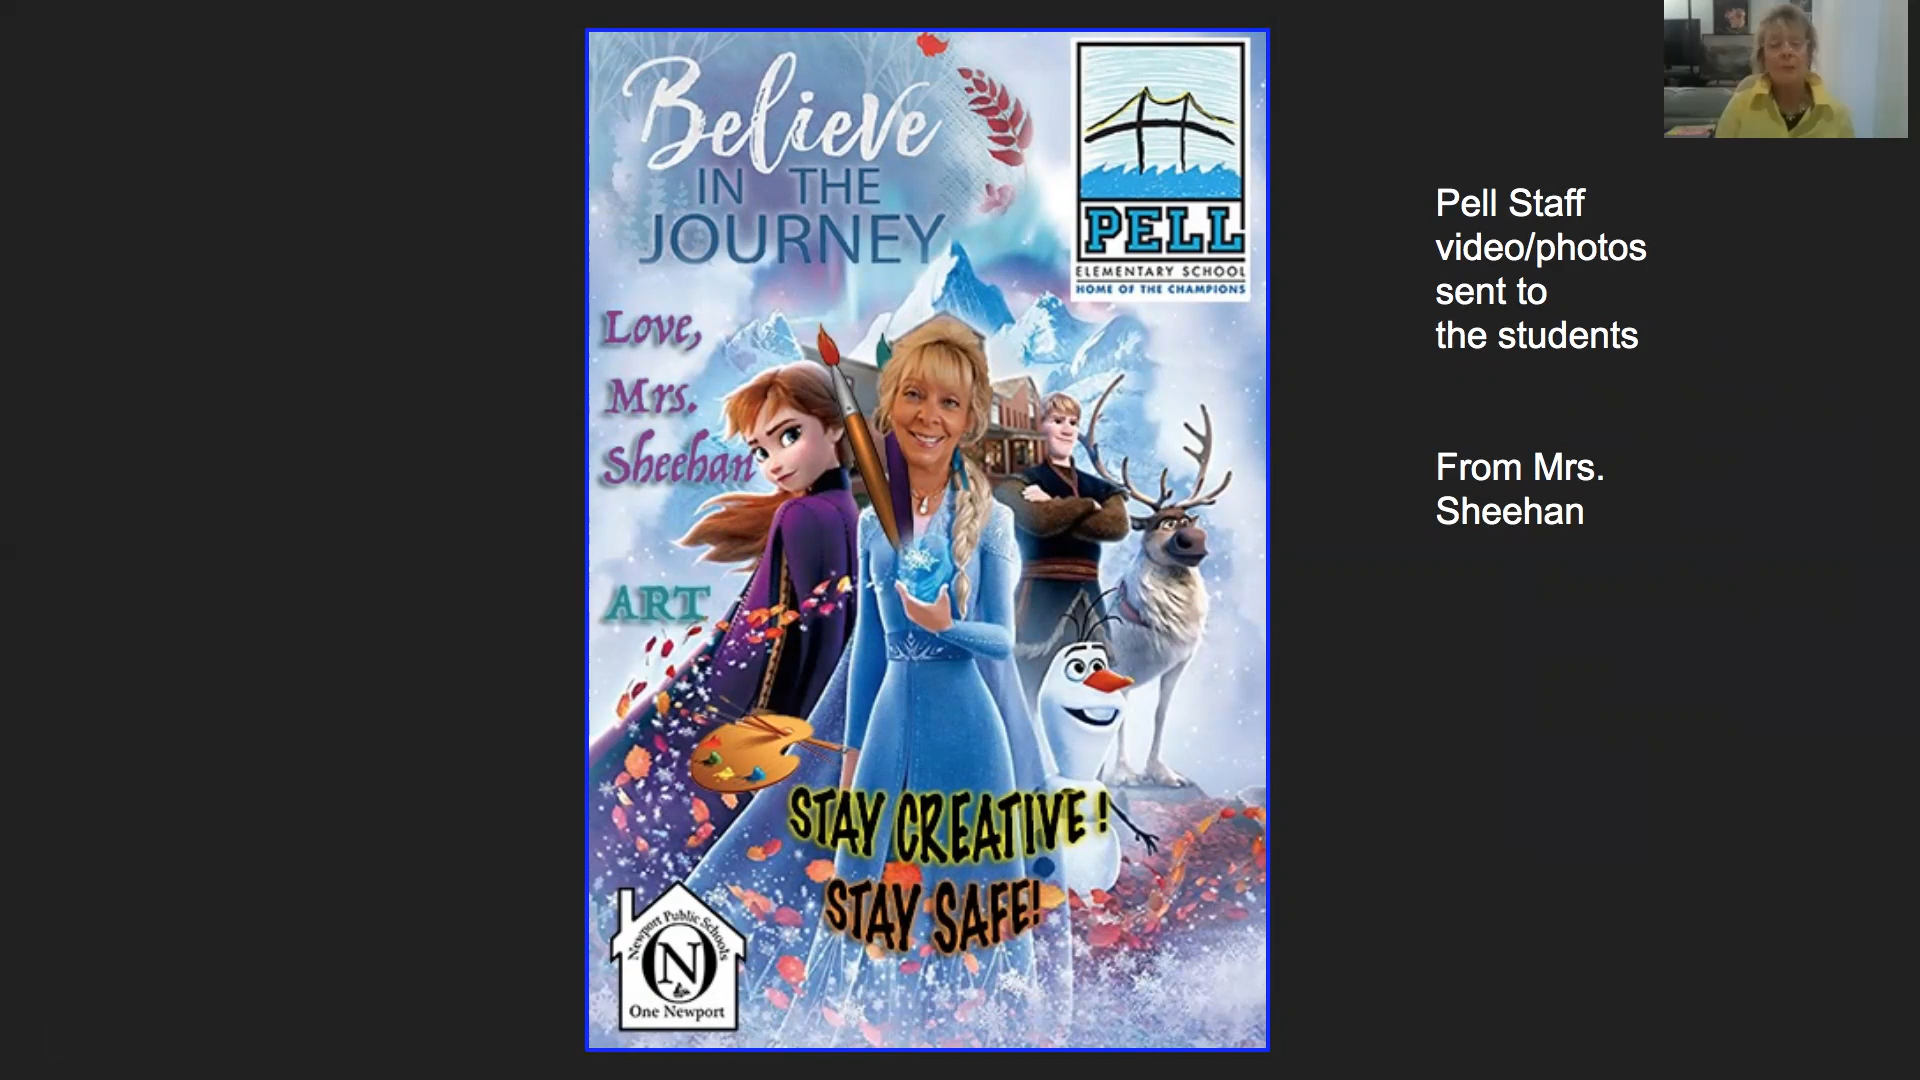 Believe
IN THE
JOURNEY
PELL
ELEMENTARY SCHOOL
HOME OF THE CHAMPIONS
Love,
Mrs.
Sheehan
ART
STAY CREATIVE!
STAY SAFE!
Newport Public Schools
N
One Newport
Pell Staff
video/photos
sent to
the students
From Mrs.
Sheehan